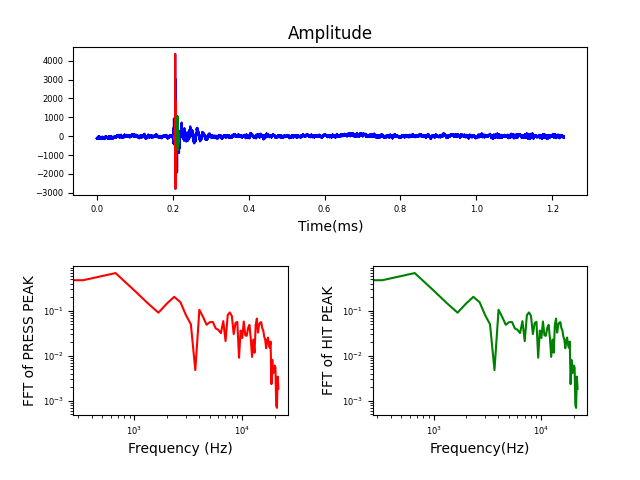 Amplitude
4000
3000
2000
1000
0
−1000
−2000
−3000
0.0 0.2 0.4 0.6 0.8 1.0 1.2
Time(ms)
FFT of PRESS PEAK
10⁻¹
10⁻²
10⁻³
10³ 10⁴
Frequency (Hz)
FFT of HIT PEAK
10⁻¹
10⁻²
10⁻³
10³ 10⁴
Frequency(Hz)